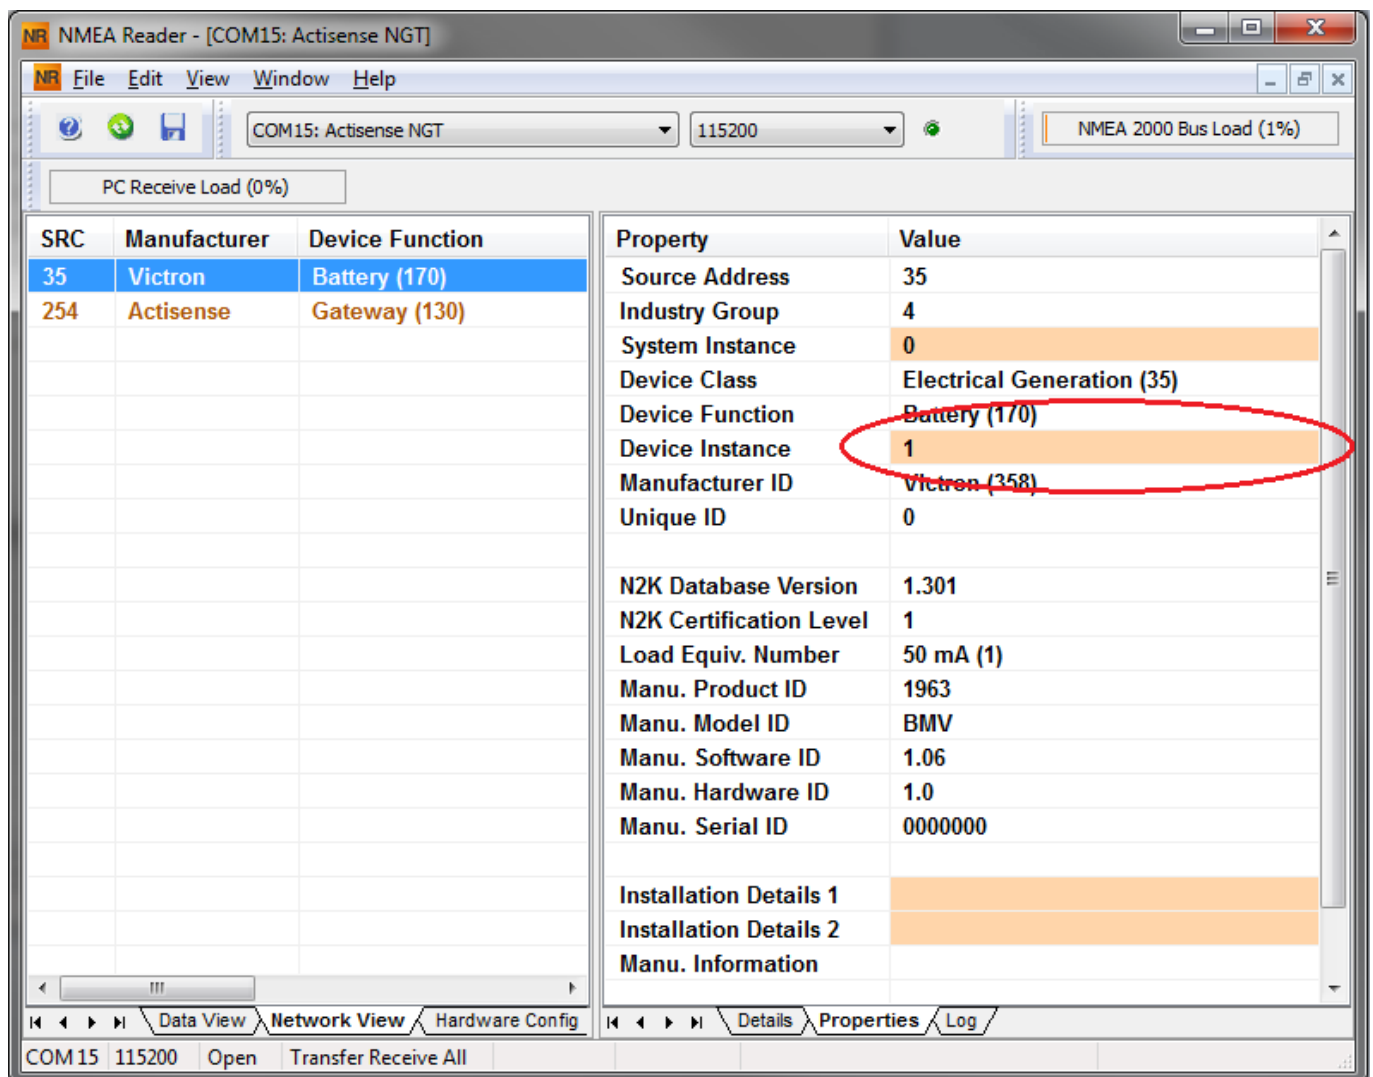 NR NMEA Reader - [COM15: Actisense NGT]
NR File Edit View Window Help
COM15: Actisense NGT 115200 NMEA 2000 Bus Load (1%)
PC Receive Load (0%)
SRC Manufacturer Device Function
35 Victron Battery (170)
254 Actisense Gateway (130)
Property Value
Source Address 35
Industry Group 4
System Instance 0
Device Class Electrical Generation (35)
Device Function Battery (170)
Device Instance 1
Manufacturer ID Victron (358)
Unique ID 0
N2K Database Version 1.301
N2K Certification Level 1
Load Equiv. Number 50 mA (1)
Manu. Product ID 1963
Manu. Model ID BMV
Manu. Software ID 1.06
Manu. Hardware ID 1.0
Manu. Serial ID 0000000
Installation Details 1
Installation Details 2
Manu. Information
Data View Network View Hardware Config
Details Properties Log
COM 15 115200 Open Transfer Receive All